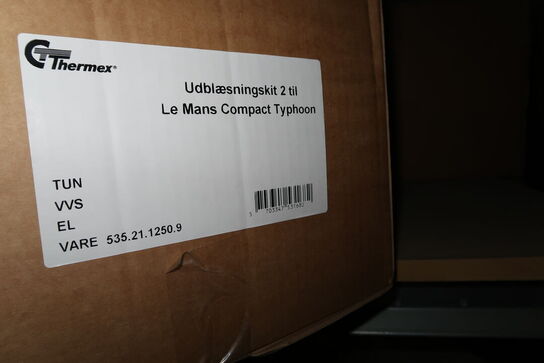 Thermex®
Udblæsningskit 2 til
Le Mans Compact Typhoon
TUN
VVS
EL
VARE 535.21.1250.9